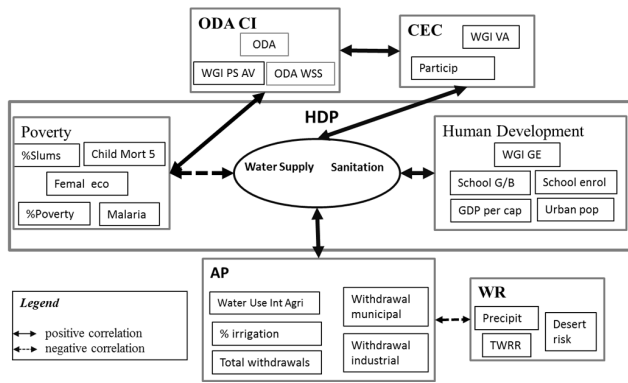 ODA CI
ODA
WGI PS AV
ODA WSS
CEC
WGI VA
Particip
HDP
Poverty
%Slums
Child Mort 5
Femal eco
%Poverty
Malaria
Water Supply
Sanitation
Human Development
WGI GE
School G/B
School enrol
GDP per cap
Urban pop
AP
Water Use Int Agri
% irrigation
Total withdrawals
Withdrawal
municipal
Withdrawal
industrial
WR
Precipit
TWRR
Desert
risk
Legend
positive correlation
negative correlation